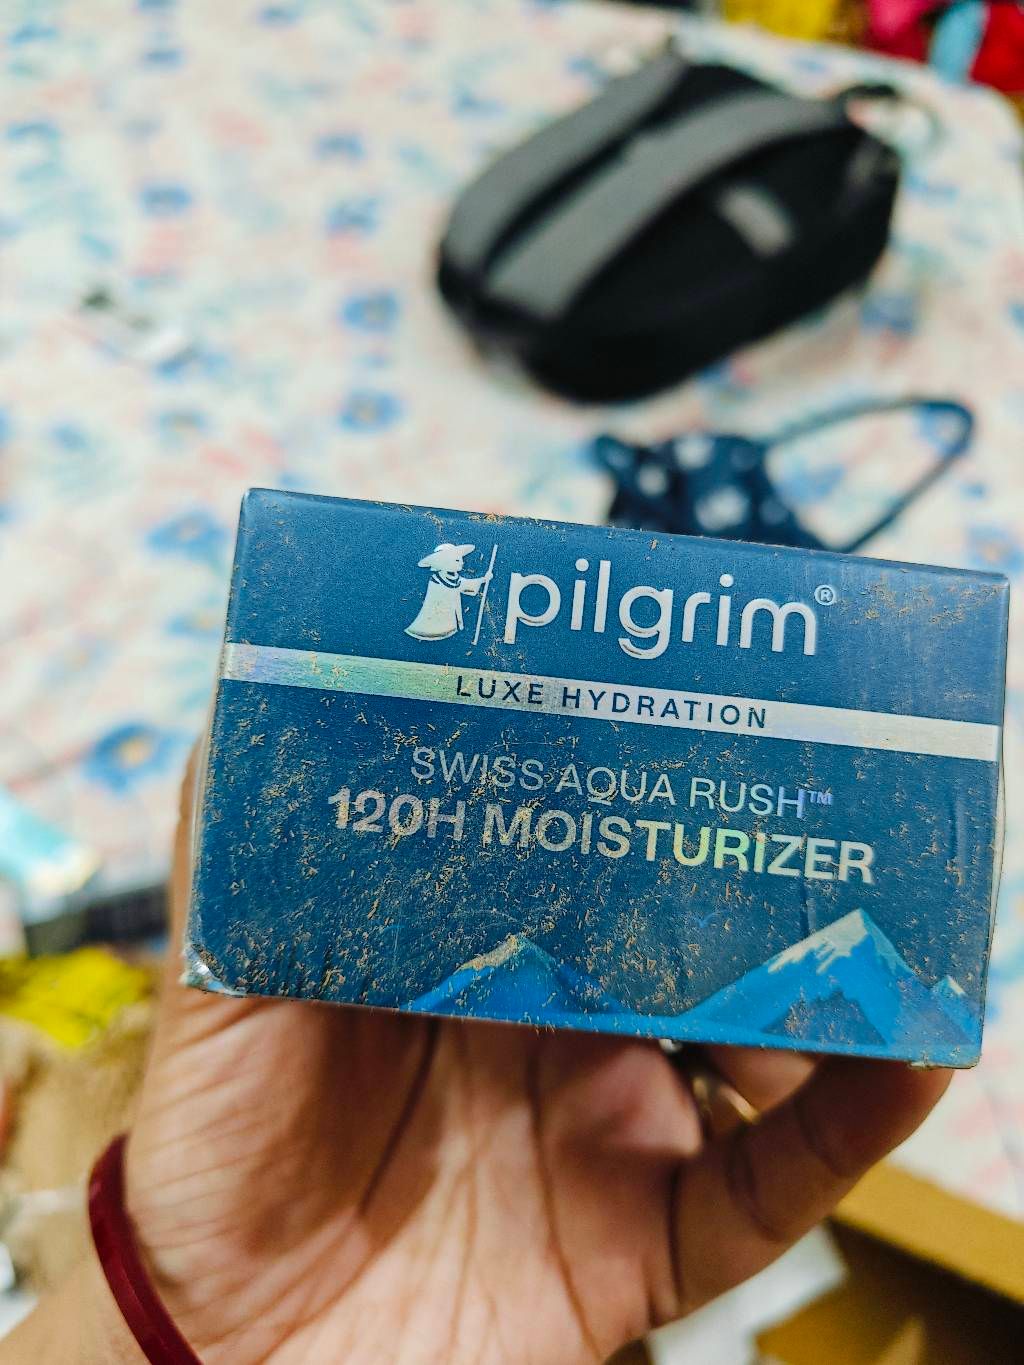 pilgrim®
LUXE HYDRATION
SWISS AQUA RUSH™
120H MOISTURIZER